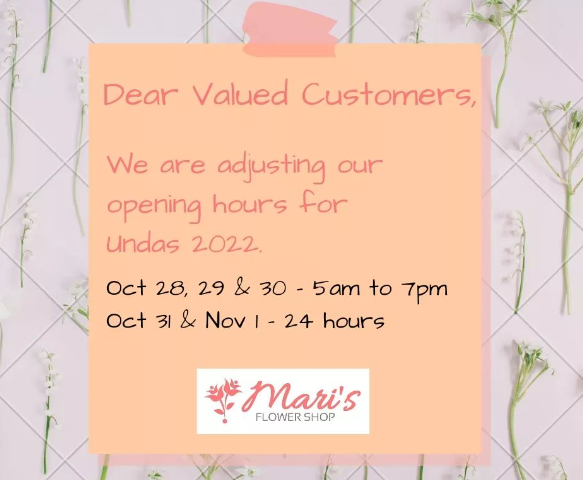 Dear Valued Customers,
We are adjusting our
opening hours for
Undas 2022.
Oct 28, 29 & 30 - 5am to 7pm
Oct 31 & Nov 1 - 24 hours
Mari's
FLOWER SHOP